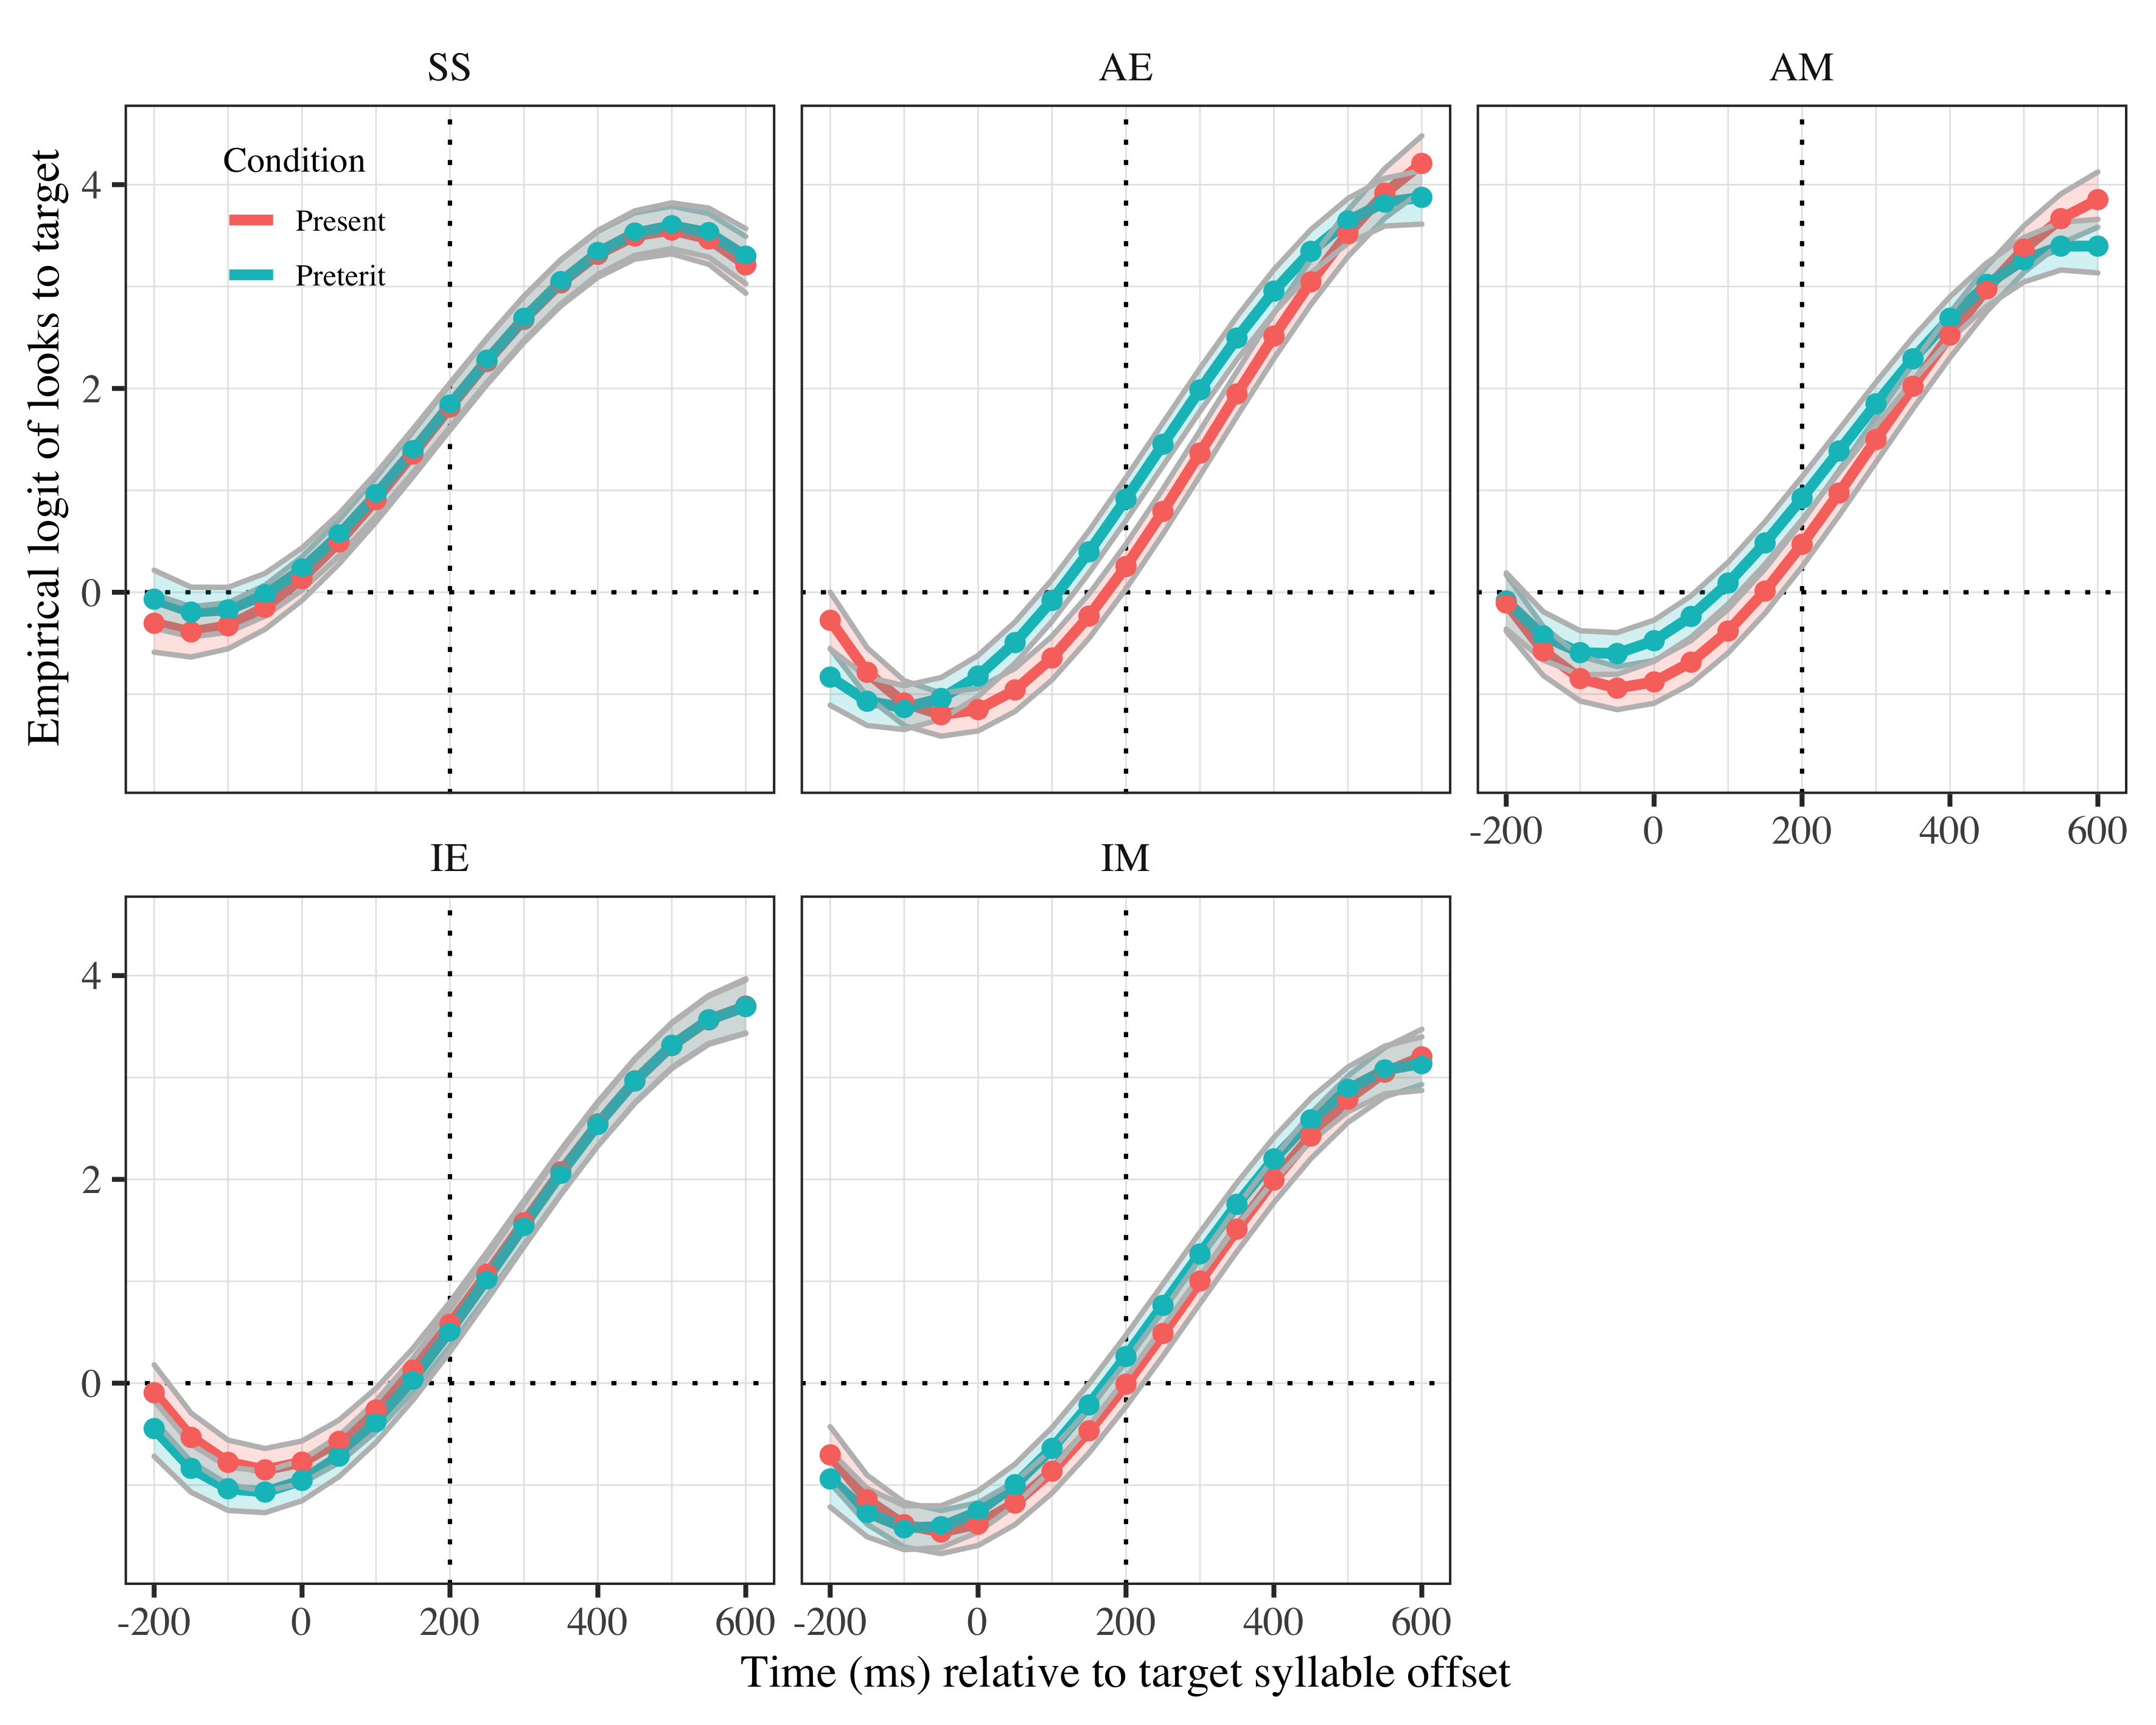 SS
AE
AM
Empirical logit of looks to target
Condition
Present
Preterit
4
2
0
-200 0 200 400 600
IE
IM
4
2
0
-200 0 200 400 600
-200 0 200 400 600
Time (ms) relative to target syllable offset